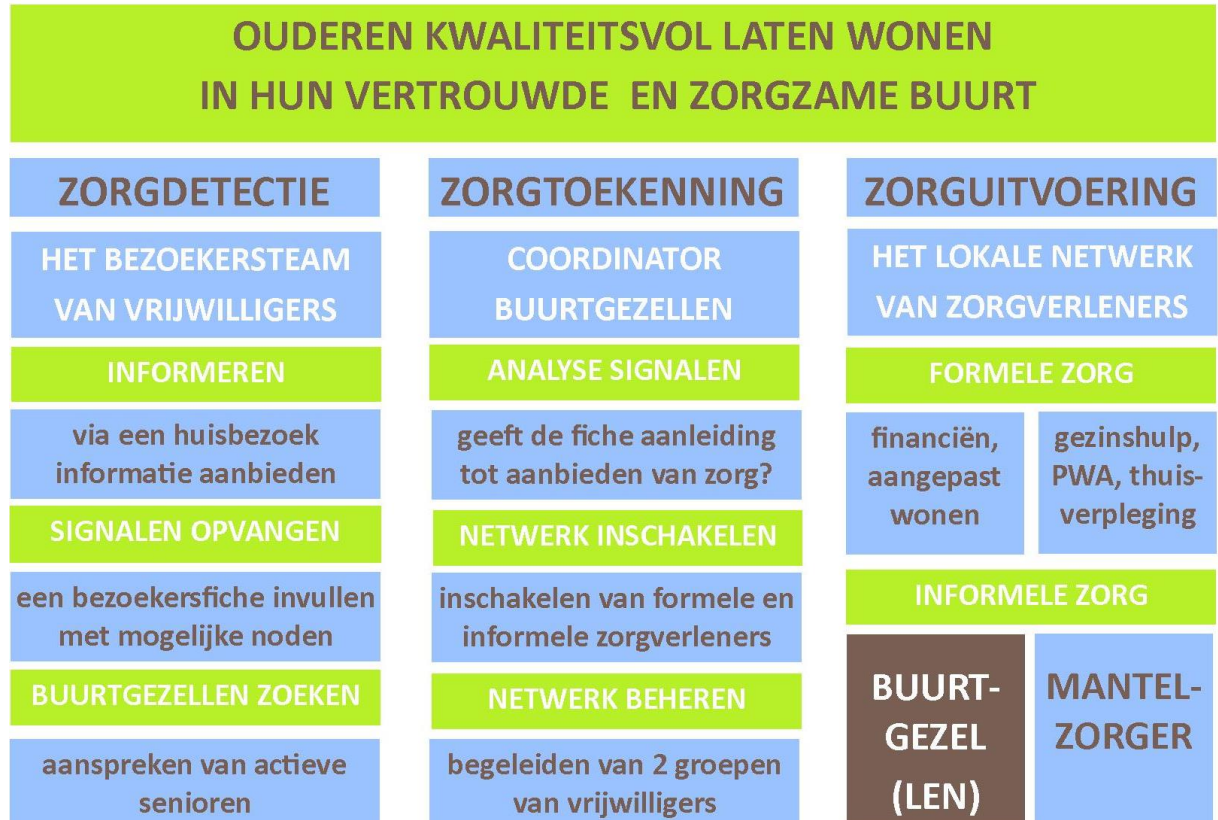 OUDEREN KWALITEITSVOL LATEN WONEN
IN HUN VERTROUWDE EN ZORGZAME BUURT
ZORGDETECTIE
HET BEZOEKERSTEAM
VAN VRIJWILLIGERS
INFORMEREN
via een huisbezoek
informatie aanbieden
SIGNALEN OPVANGEN
een bezoekersfiche invullen
met mogelijke noden
BUURTGEZELLEN ZOEKEN
aanspreken van actieve
senioren
ZORGTOEKENNING
COORDINATOR
BUURTGEZELLEN
ANALYSE SIGNALEN
geeft de fiche aanleiding
tot aanbieden van zorg?
NETWERK INSCHAKELEN
inschakelen van formele en
informele zorgverleners
NETWERK BEHEREN
begeleiden van 2 groepen
van vrijwilligers
ZORGUITVOERING
HET LOKALE NETWERK
VAN ZORGVERLENERS
FORMELE ZORG
financiën,
aangepast
wonen
gezinshulp,
PWA, thuis-
verpleging
INFORMELE ZORG
BUURT-
GEZEL
(LEN)
MANTEL-
ZORGER